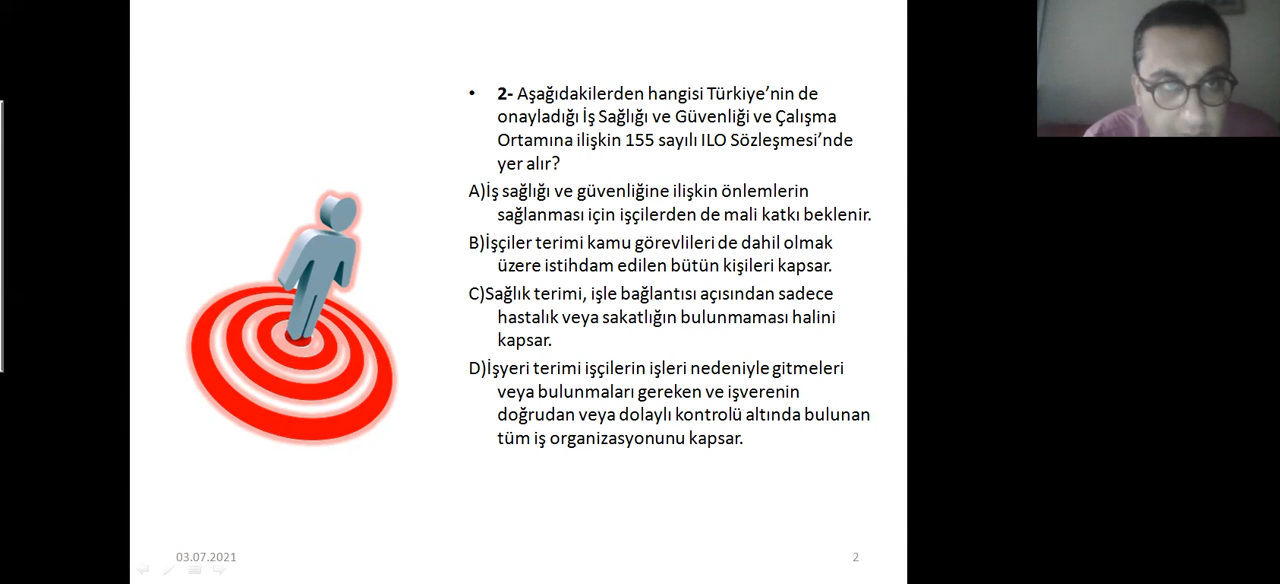 • 2- Aşağıdakilerden hangisi Türkiye’nin de
onayladığı İş Sağlığı ve Güvenliği ve Çalışma
Ortamına ilişkin 155 sayılı ILO Sözleşmesi’nde
yer alır?
A)İş sağlığı ve güvenliğine ilişkin önlemlerin
sağlanması için işçilerden de mali katkı beklenir.
B)İşçiler terimi kamu görevlileri de dahil olmak
üzere istihdam edilen bütün kişileri kapsar.
C)Sağlık terimi, işle bağlantısı açısından sadece
hastalık veya sakatlığın bulunmaması halini
kapsar.
D)İşyeri terimi işçilerin işleri nedeniyle gitmeleri
veya bulunmaları gereken ve işverenin
doğrudan veya dolaylı kontrolü altında bulunan
tüm iş organizasyonunu kapsar.
03.07.2021
2